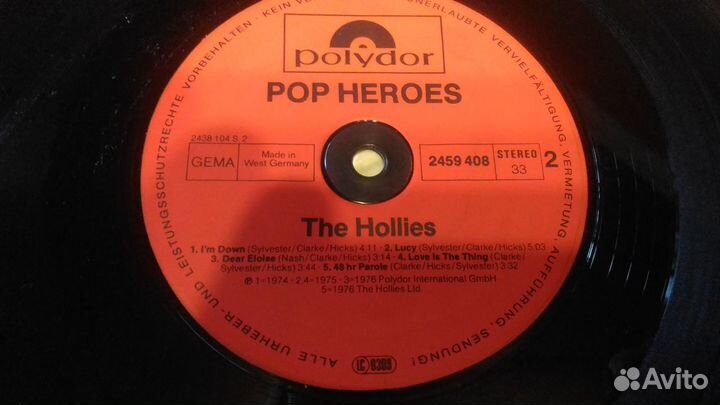 ALLE URHEBER- UND LEISTUNGSSCHUTZRECHTE VORBEHALTEN · KEIN VERLEIH · UNERLAUBTE VERVIELFÄLTIGUNG, VERMIETUNG, AUFFÜHRUNG, SENDUNG!
polydor
POP HEROES
2438 104 S 2
GEMA
Made in
West Germany
2459 408
STEREO
33
2
The Hollies
1. I'm Down (Sylvester/Clarke/Hicks) 4:11 · 2. Lucy (Sylvester/Clarke/Hicks) 5:03
3. Dear Eloise (Nash/Clarke/Hicks) 3:14 · 4. Love Is The Thing (Clarke/
Sylvester/Hicks) 3:44 5. 48 hr Parole (Clarke/Hicks/Sylvester) 3:32
℗ 1=1974 · 2,4=1975 · 3=1976 Polydor International GmbH
5=1976 The Hollies Ltd.
LC 0309
Avito